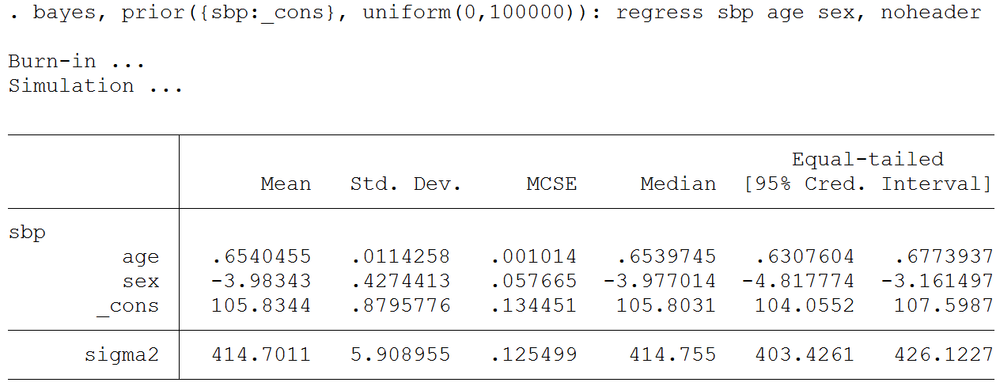 . bayes, prior({sbp:_cons}, uniform(0,100000)): regress sbp age sex, noheader
Burn-in ...
Simulation ...
Equal-tailed
Mean Std. Dev. MCSE Median [95% Cred. Interval]
sbp
age .6540455 .0114258 .001014 .6539745 .6307604 .6773937
sex -3.98343 .4274413 .057665 -3.977014 -4.817774 -3.161497
_cons 105.8344 .8795776 .134451 105.8031 104.0552 107.5987
sigma2 414.7011 5.908955 .125499 414.755 403.4261 426.1227